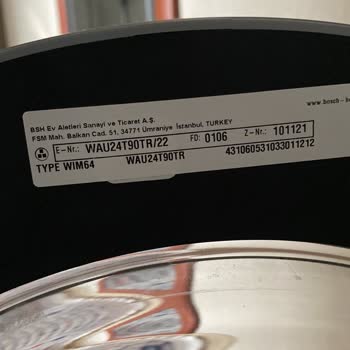 www.bosch-
BSH Ev Aletleri Sanayi ve Ticaret A.Ş.
FSM Mah. Balkan Cad. 51, 34771 Ümraniye İstanbul, TURKEY
E-Nr.: WAU24T90TR/22 FD: 0106 Z-Nr.: 101121
TYPE WIM64 WAU24T90TR 431060531033011212